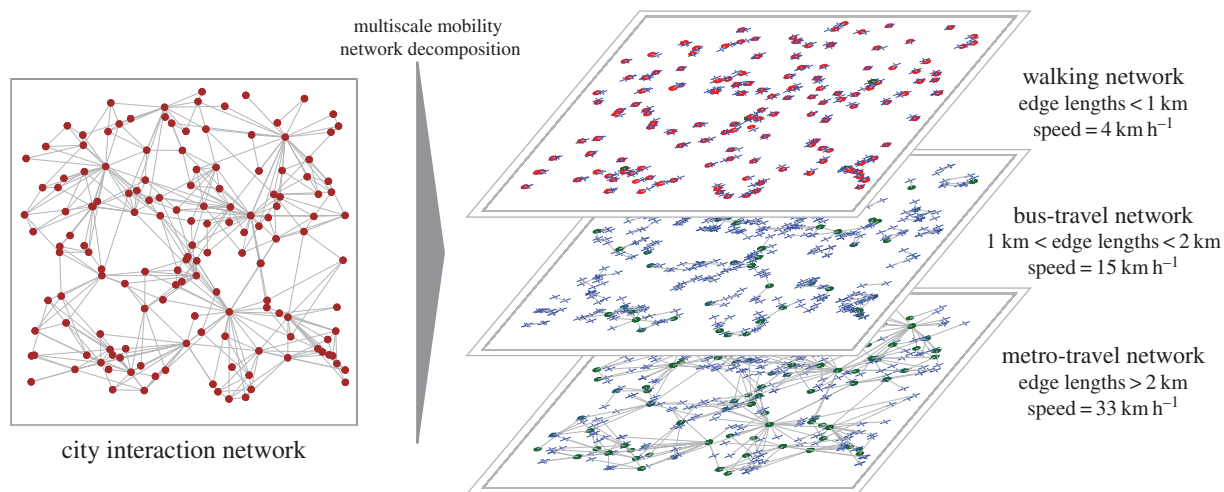 multiscale mobility
network decomposition
city interaction network
walking network
edge lengths < 1 km
speed = 4 km h⁻¹
bus-travel network
1 km < edge lengths < 2 km
speed = 15 km h⁻¹
metro-travel network
edge lengths > 2 km
speed = 33 km h⁻¹